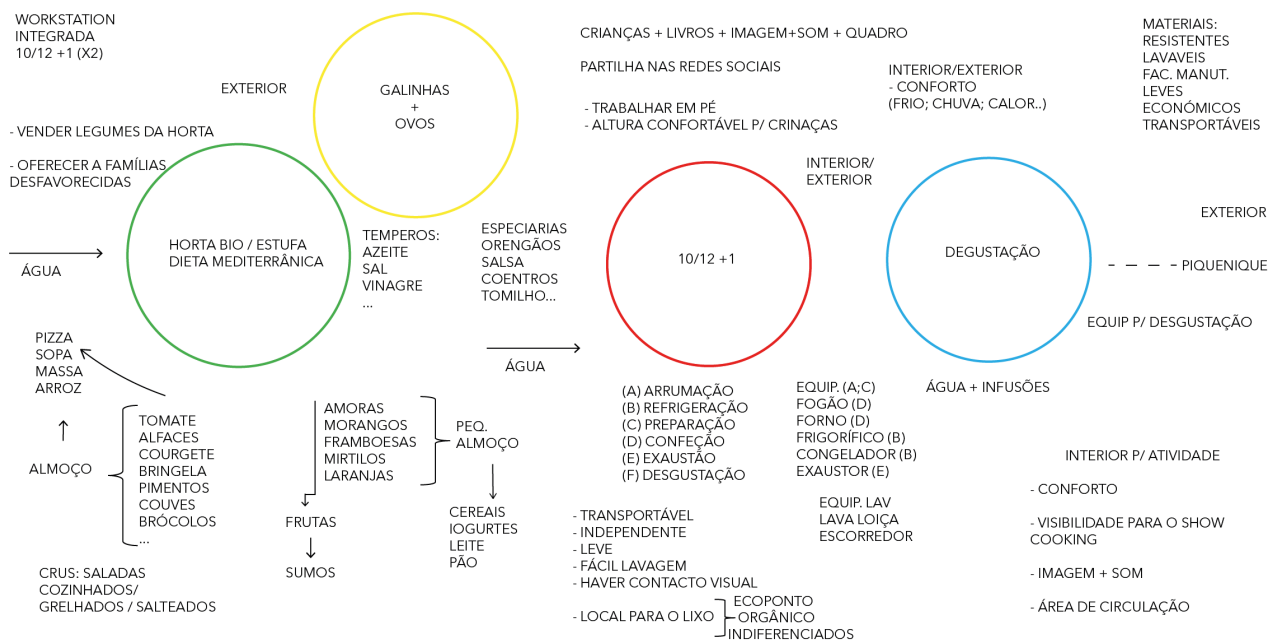 WORKSTATION
INTEGRADA
10/12 +1 (X2)
EXTERIOR
- VENDER LEGUMES DA HORTA
- OFERECER A FAMÍLIAS
DESFAVORECIDAS
GALINHAS
+
OVOS
HORTA BIO / ESTUFA
DIETA MEDITERRÂNICA
ÁGUA
TEMPEROS:
AZEITE
SAL
VINAGRE
...
ESPECIARIAS
ORENGÃOS
SALSA
COENTROS
TOMILHO...
ÁGUA
PIZZA
SOPA
MASSA
ARROZ
ALMOÇO
TOMATE
ALFACES
COURGETE
BRINGELA
PIMENTOS
COUVES
BRÓCOLOS
...
CRUS: SALADAS
COZINHADOS/
GRELHADOS / SALTEADOS
AMORAS
MORANGOS
FRAMBOESAS
MIRTILOS
LARANJAS
PEQ.
ALMOÇO
FRUTAS
SUMOS
CEREAIS
IOGURTES
LEITE
PÃO
CRIANÇAS + LIVROS + IMAGEM+SOM + QUADRO
PARTILHA NAS REDES SOCIAIS
- TRABALHAR EM PÉ
- ALTURA CONFORTÁVEL P/ CRINAÇAS
INTERIOR/EXTERIOR
- CONFORTO
(FRIO; CHUVA; CALOR..)
MATERIAIS:
RESISTENTES
LAVAVEIS
FAC. MANUT.
LEVES
ECONÓMICOS
TRANSPORTÁVEIS
10/12 +1
INTERIOR/
EXTERIOR
DEGUSTAÇÃO
EXTERIOR
PIQUENIQUE
EQUIP P/ DESGUSTAÇÃO
ÁGUA + INFUSÕES
(A) ARRUMAÇÃO
(B) REFRIGERAÇÃO
(C) PREPARAÇÃO
(D) CONFEÇÃO
(E) EXAUSTÃO
(F) DESGUSTAÇÃO
EQUIP. (A;C)
FOGÃO (D)
FORNO (D)
FRIGORÍFICO (B)
CONGELADOR (B)
EXAUSTOR (E)
EQUIP. LAV
LAVA LOIÇA
ESCORREDOR
- TRANSPORTÁVEL
- INDEPENDENTE
- LEVE
- FÁCIL LAVAGEM
- HAVER CONTACTO VISUAL
- LOCAL PARA O LIXO
ECOPONTO
ORGÂNICO
INDIFERENCIADOS
INTERIOR P/ ATIVIDADE
- CONFORTO
- VISIBILIDADE PARA O SHOW
COOKING
- IMAGEM + SOM
- ÁREA DE CIRCULAÇÃO